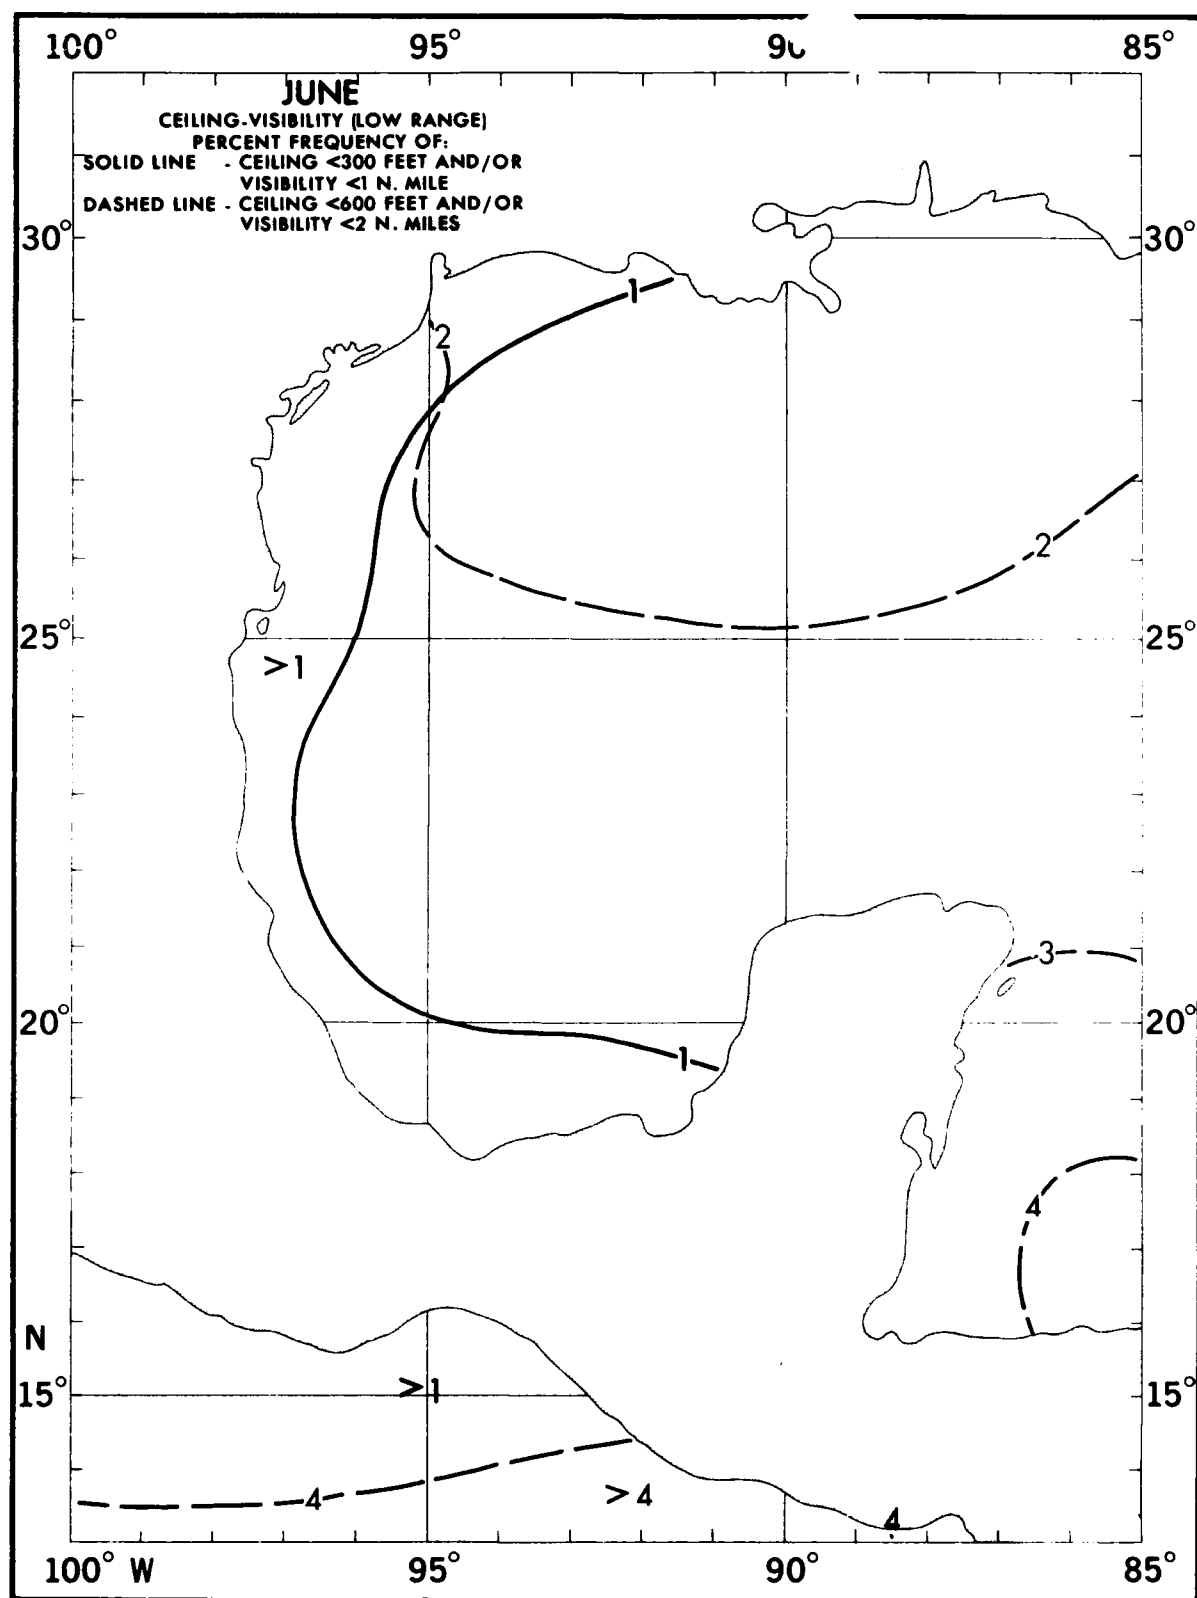 100° 95° 90 85°
JUNE
CEILING-VISIBILITY (LOW RANGE)
PERCENT FREQUENCY OF:
SOLID LINE - CEILING <300 FEET AND/OR
VISIBILITY <1 N. MILE
DASHED LINE - CEILING <600 FEET AND/OR
VISIBILITY <2 N. MILES
30° 30°
1
2
2
25° 25°
>1
3
20° 20°
1
4
N
>1
15° 15°
4 >4
4
100° W 95° 90° 85°